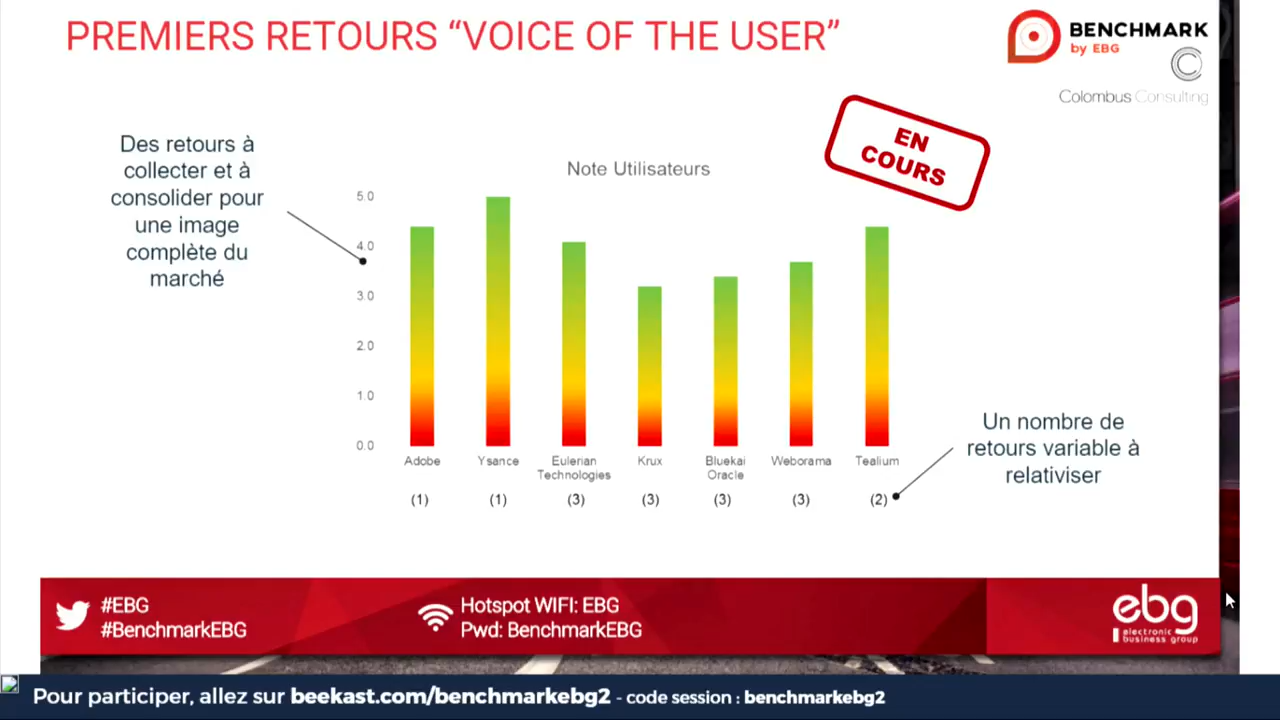 PREMIERS RETOURS “VOICE OF THE USER”
BENCHMARK
by EBG
Colombus Consulting
Des retours à
collecter et à
consolider pour
une image
complète du
marché
EN
COURS
Note Utilisateurs
5.0
4.0
3.0
2.0
1.0
0.0
Adobe
Ysance
Eulerian
Technologies
Krux
Bluekai
Oracle
Weborama
Tealium
(1)
(1)
(3)
(3)
(3)
(3)
(2)
Un nombre de
retours variable à
relativiser
#EBG
#BenchmarkEBG
Hotspot WIFI: EBG
Pwd: BenchmarkEBG
ebg
electronic
business group
Pour participer, allez sur beekast.com/benchmarkebg2 - code session : benchmarkebg2